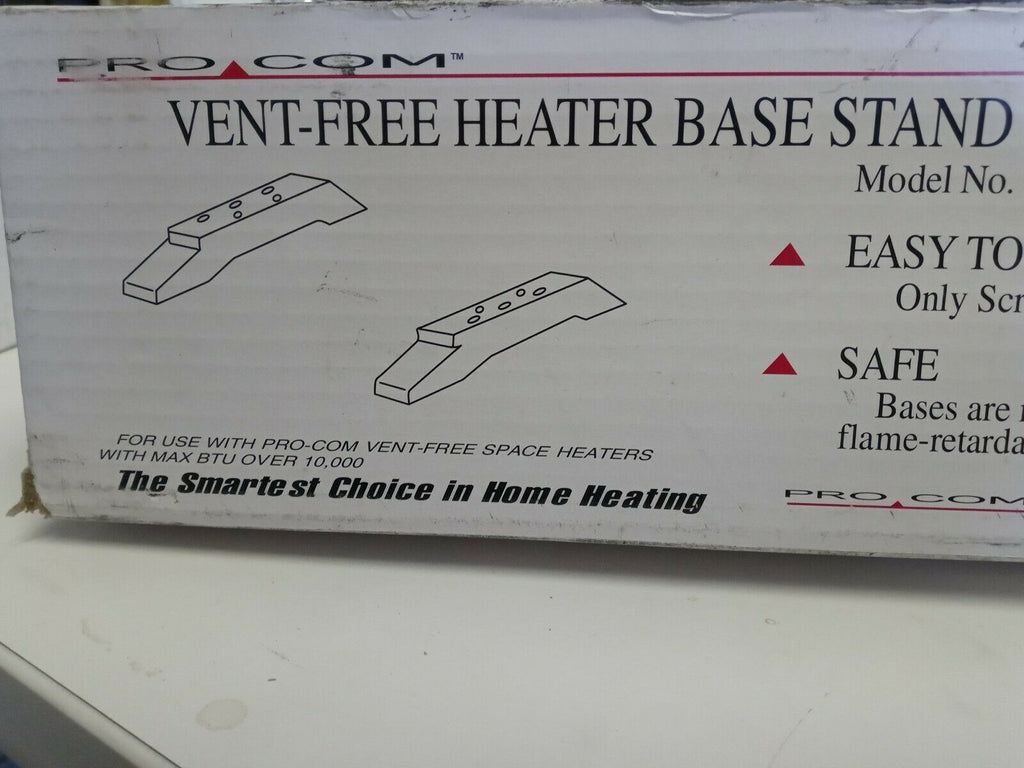 PRO COM™
VENT-FREE HEATER BASE STAND
Model No.
EASY TO
Only Scr
SAFE
Bases are
flame-retarda
FOR USE WITH PRO-COM VENT-FREE SPACE HEATERS
WITH MAX BTU OVER 10,000
The Smartest Choice in Home Heating
PRO COM